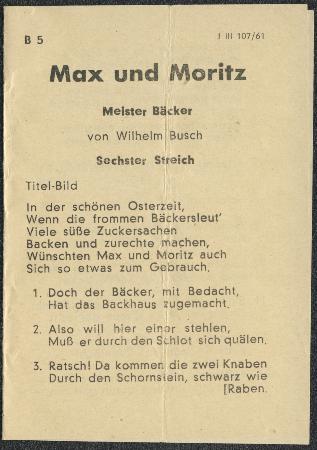 B 5
J III 107/61
Max und Moritz
Meister Bäcker
von Wilhelm Busch
Sechster Streich
Titel-Bild
In der schönen Osterzeit,
Wenn die frommen Bäckersleut'
Viele süße Zuckersachen
Backen und zurechte machen,
Wünschten Max und Moritz auch
Sich so etwas zum Gebrauch.
1. Doch der Bäcker, mit Bedacht,
Hat das Backhaus zugemacht.
2. Also will hier einer stehlen,
Muß er durch den Schlot sich quälen.
3. Ratsch! Da kommen die zwei Knaben
Durch den Schornstein, schwarz wie
[Raben.